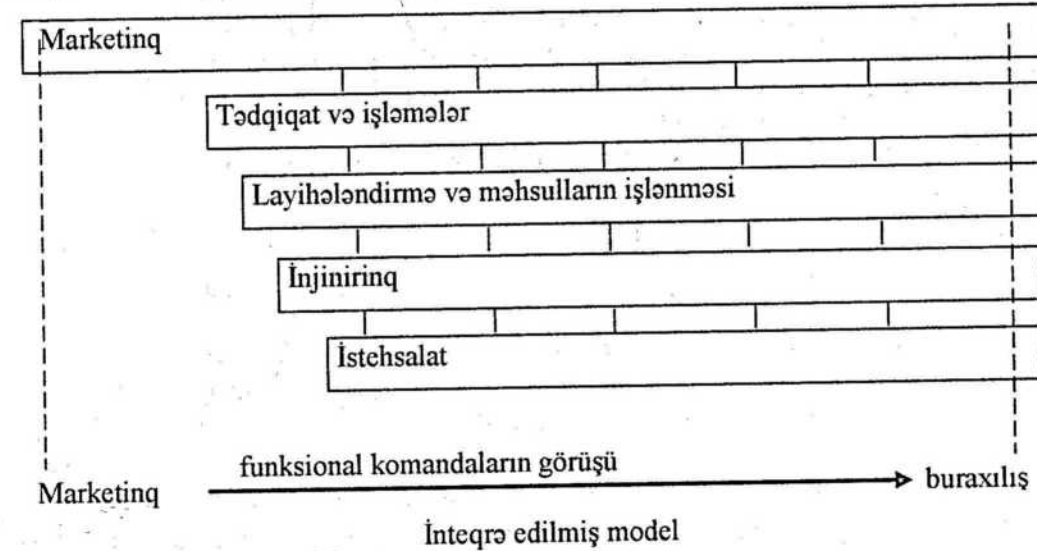 Marketinq
Tədqiqat və işləmələr
Layihələndirmə və məhsulların işlənməsi
İnjinirinq
İstehsalat
funksional komandaların görüşü
Marketinq
buraxılış
İnteqrə edilmiş model